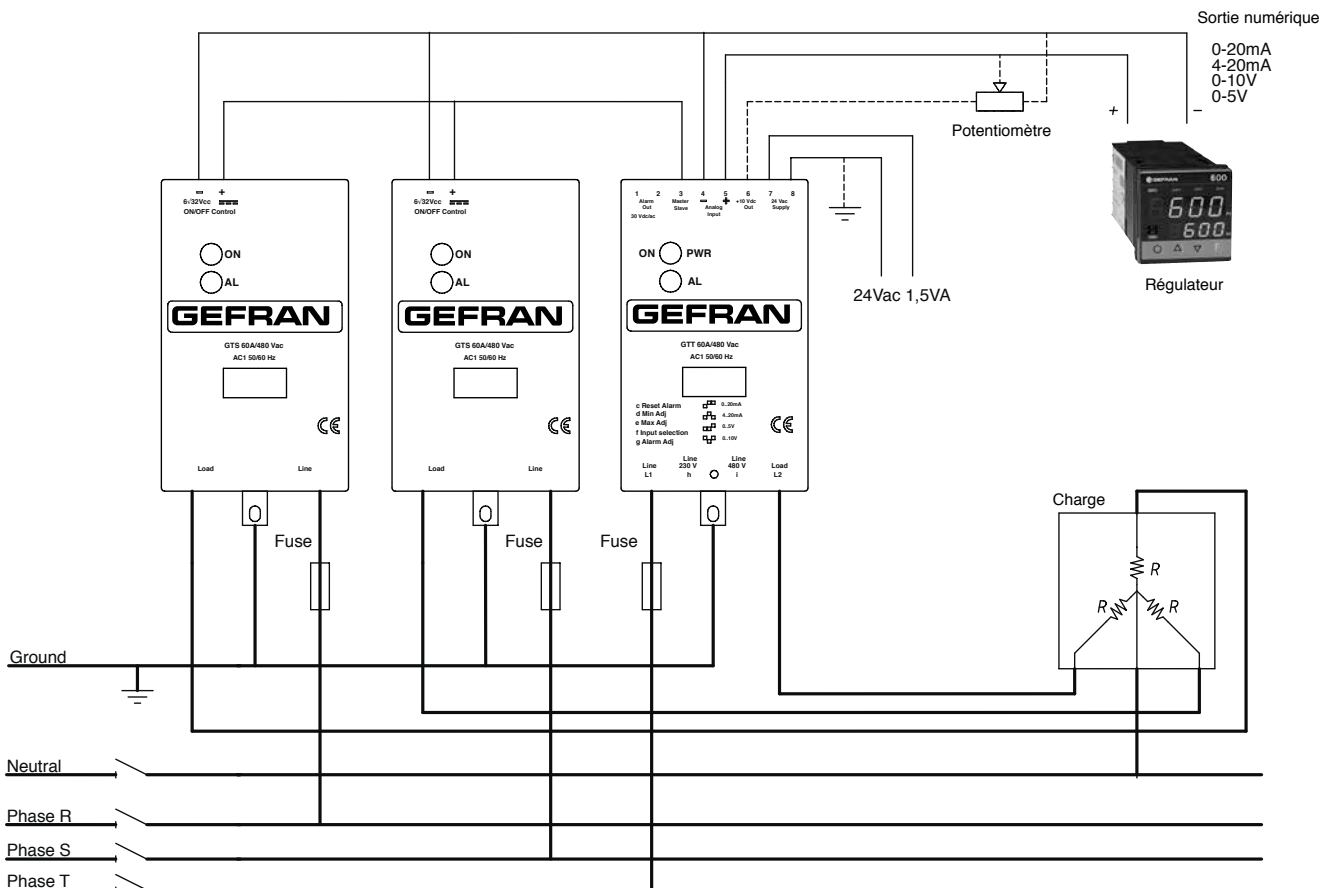 Sortie numérique
0-20mA
4-20mA
0-10V
0-5V
+ −
Potentiomètre
GEFRAN 600
600
600
Régulateur
24Vac 1,5VA
− +
6√32Vcc
ON/OFF Control
ON
AL
GEFRAN
GTS 60A/480 Vac
AC1 50/60 Hz
CE
Load Line
− +
6√32Vcc
ON/OFF Control
ON
AL
GEFRAN
GTS 60A/480 Vac
AC1 50/60 Hz
CE
Load Line
1 2 3 4 5 6 7 8
Alarm Out 30 Vdc/ac
Master Slave
− +
Analog Input
+10 Vdc Out
24 Vac Supply
ON PWR
AL
GEFRAN
GTT 60A/480 Vac
AC1 50/60 Hz
c Reset Alarm
d Min Adj
e Max Adj
f Input selection
g Alarm Adj
0..20mA
4..20mA
0..5V
0..10V
CE
Line L1
Line 230 V h
Line 480 V i
Load L2
Fuse
Fuse
Fuse
Charge
R
R
R
Ground
Neutral
Phase R
Phase S
Phase T